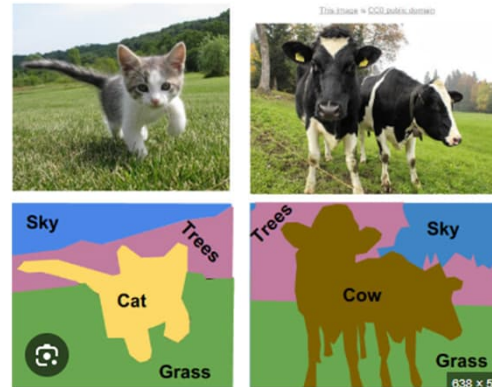 This image is CC0 public domain
Sky
Trees
Cat
Grass
Trees
Sky
Cow
Grass
638 x 5